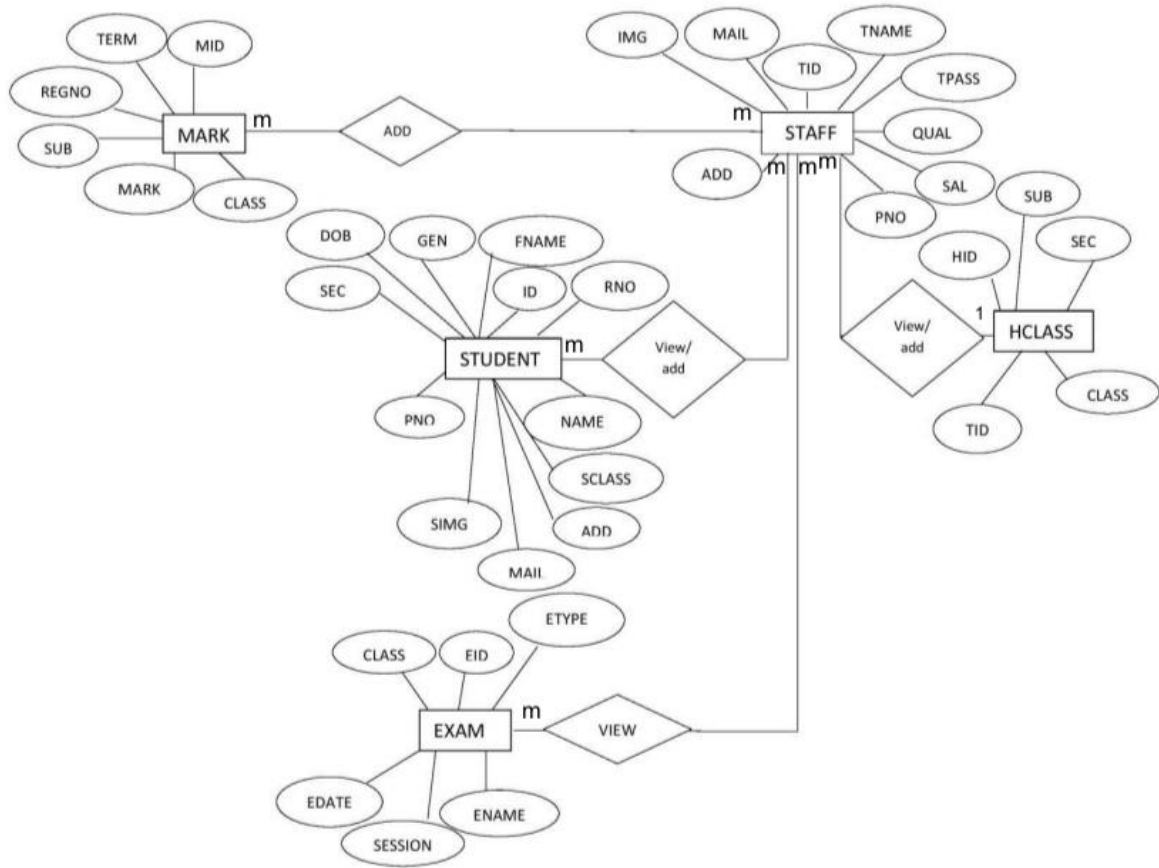 IMG
MAIL
TNAME
TERM
MID
TID
TPASS
REGNO
m
m
MARK
ADD
STAFF
QUAL
SUB
ADD
m
m
m
SAL
MARK
CLASS
PNO
SUB
DOB
GEN
FNAME
SEC
HID
SEC
ID
RNO
1
m
View/
add
View/
add
HCLASS
STUDENT
PNO
NAME
CLASS
TID
SCLASS
SIMG
ADD
MAIL
ETYPE
CLASS
EID
m
EXAM
VIEW
EDATE
ENAME
SESSION